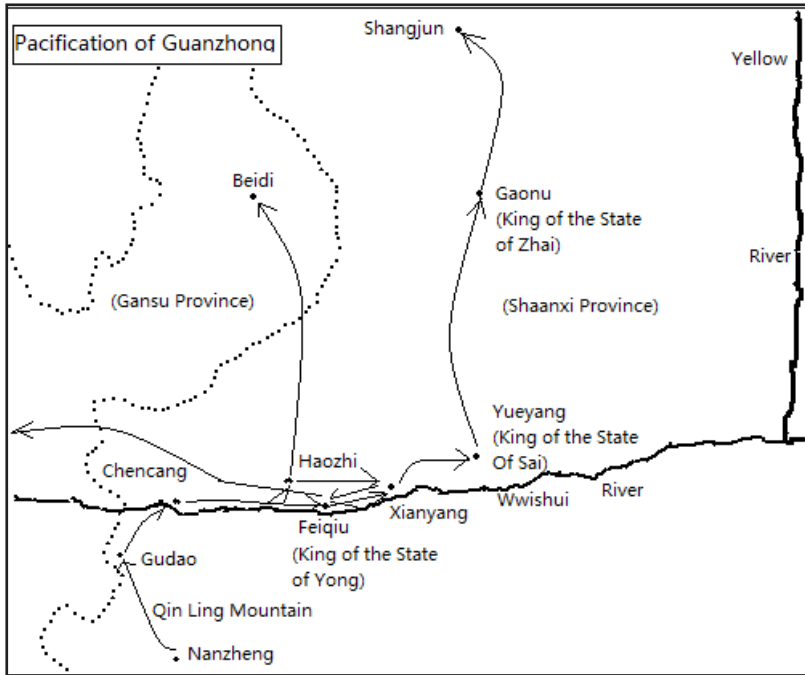 Pacification of Guanzhong
Shangjun
Yellow
Beidi
Gaonu
(King of the State
of Zhai)
River
(Gansu Province)
(Shaanxi Province)
Yueyang
(King of the State
Of Sai)
Haozhi
Chencang
Xianyang
Wwishui
River
Feiqiu
(King of the State
of Yong)
Gudao
Qin Ling Mountain
Nanzheng